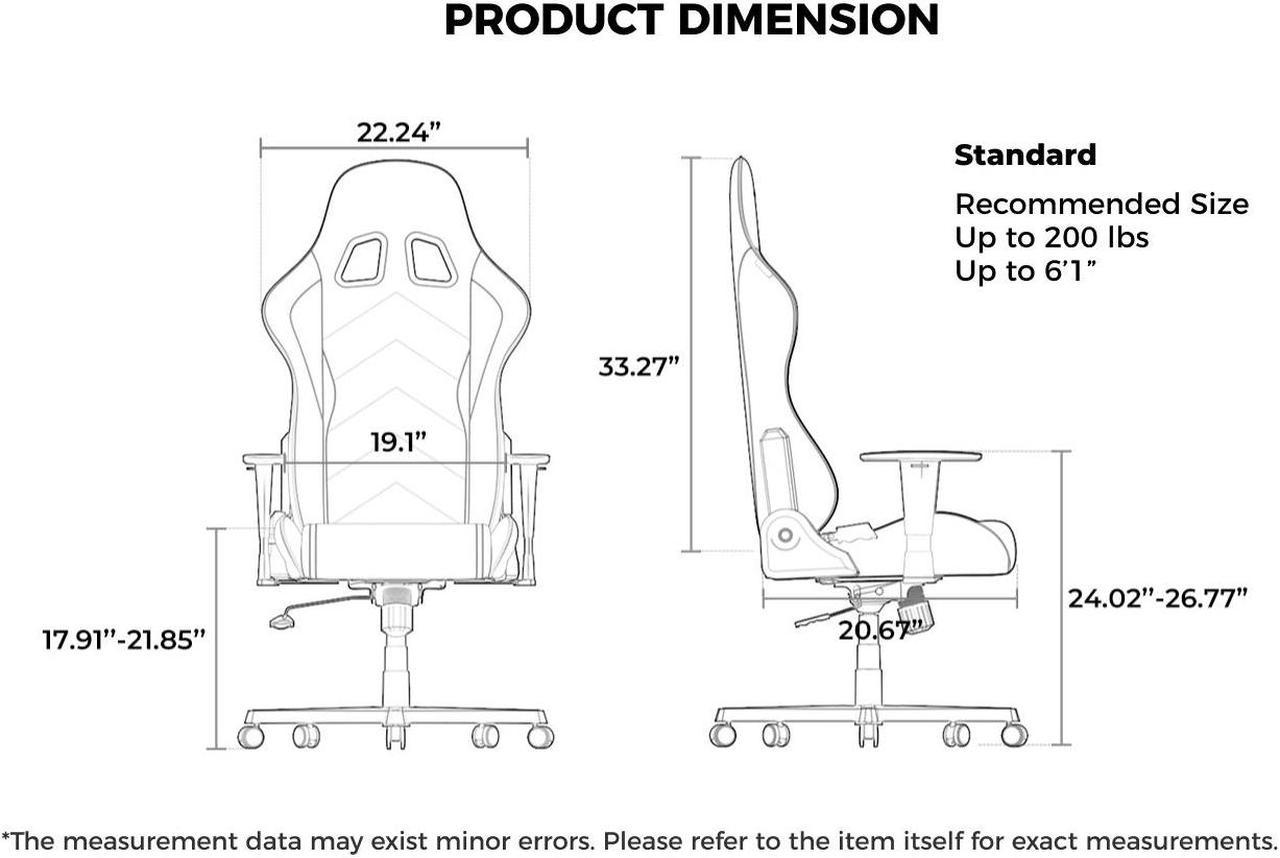 PRODUCT DIMENSION
22.24”
Standard
Recommended Size
Up to 200 lbs
Up to 6’1”
33.27”
19.1”
24.02”-26.77”
20.67”
17.91”-21.85”
*The measurement data may exist minor errors. Please refer to the item itself for exact measurements.